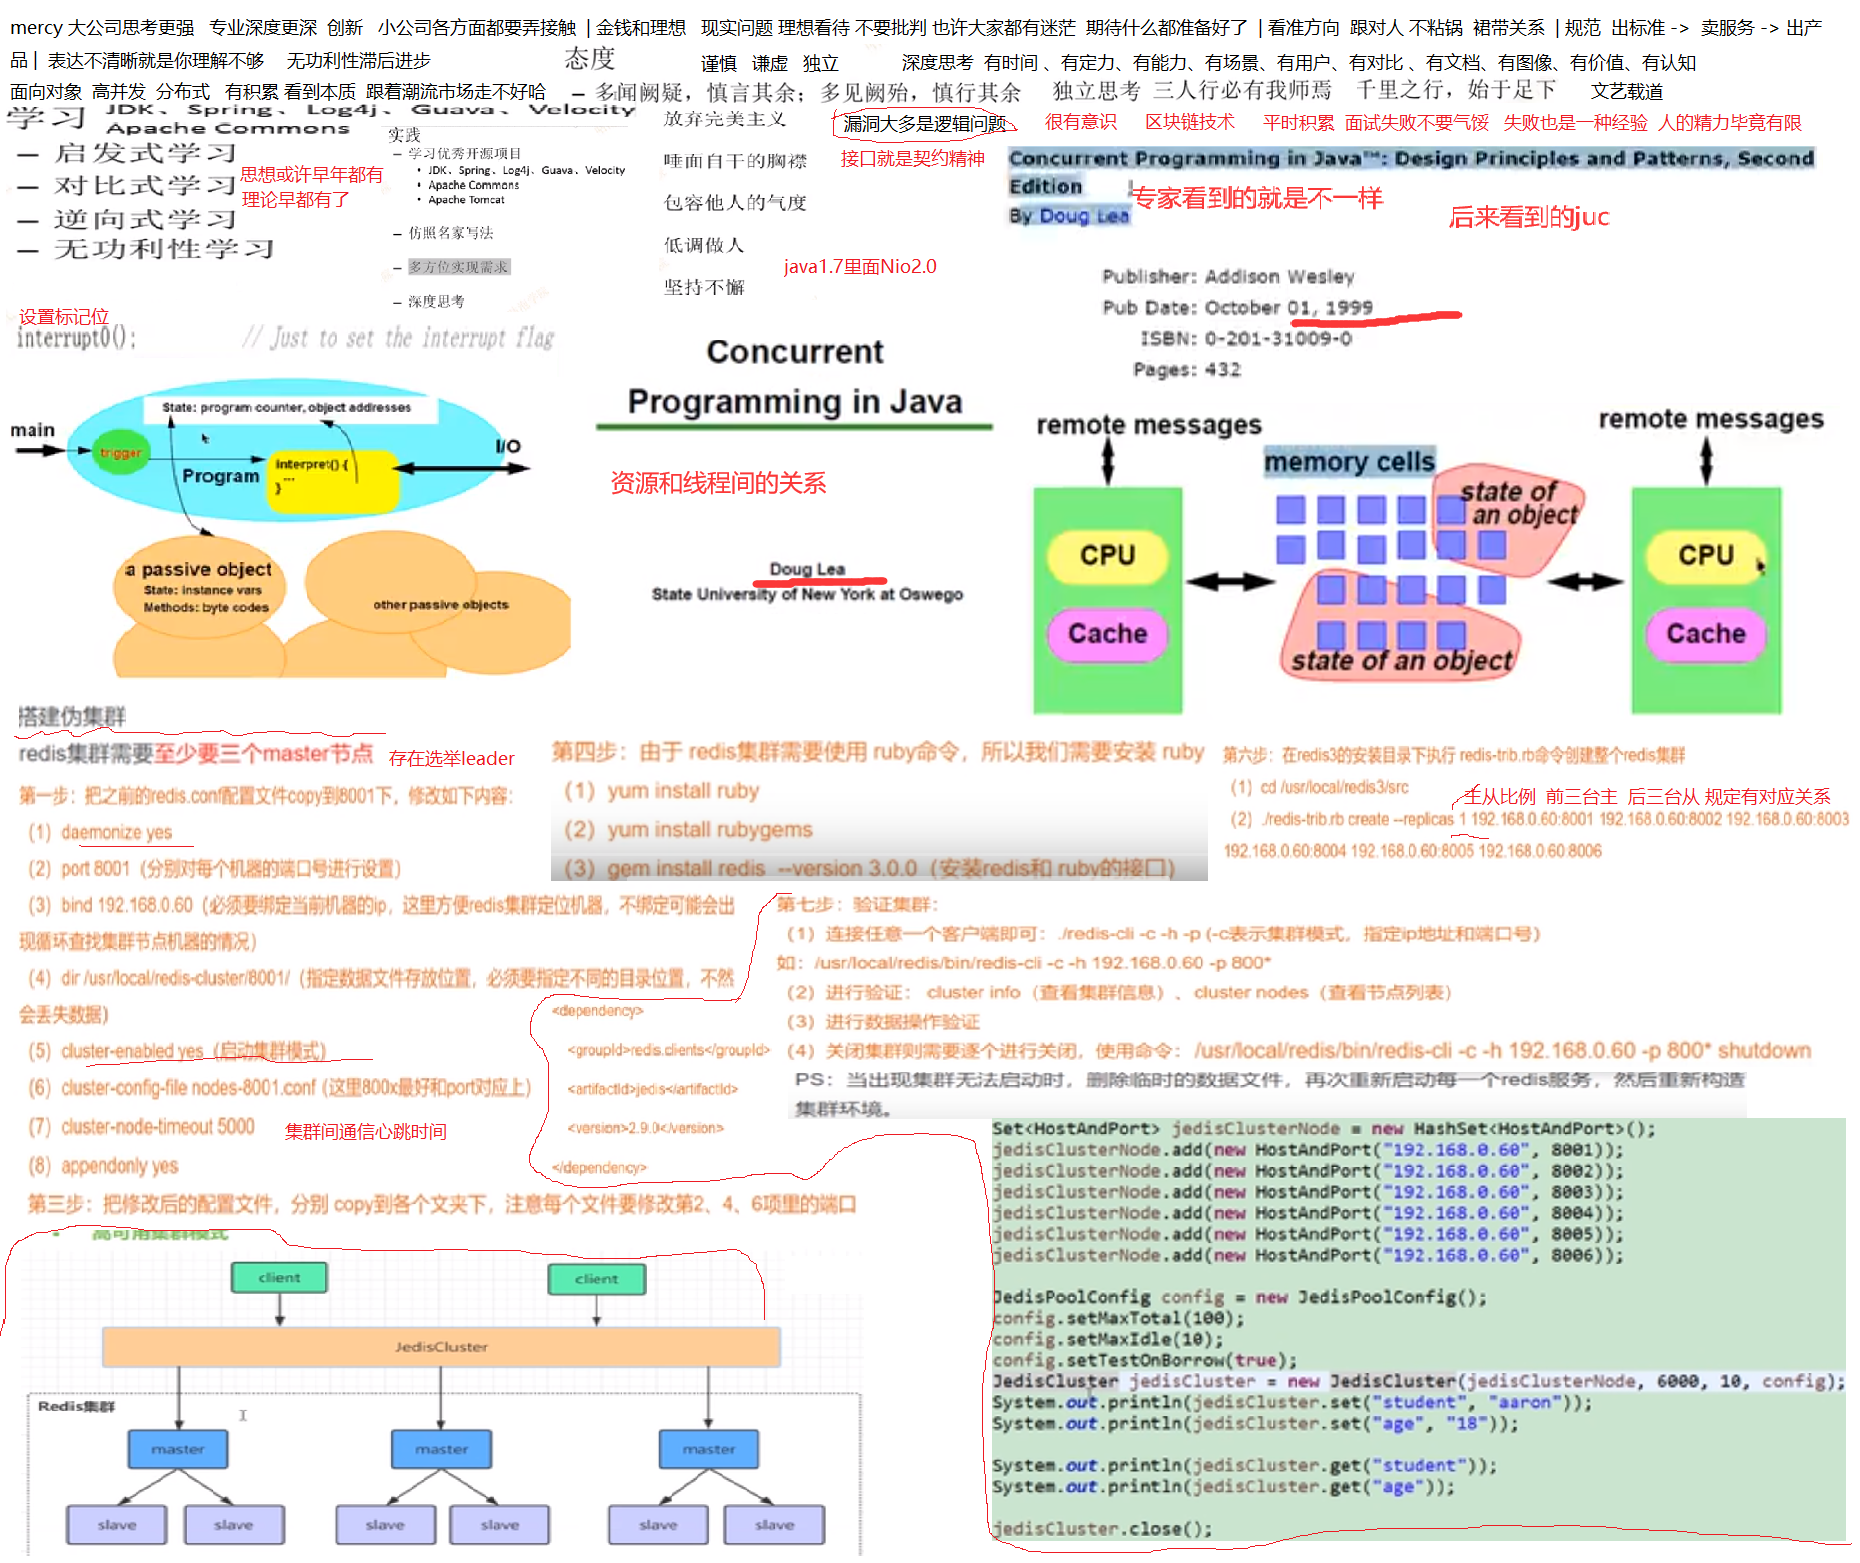 mercy 大公司思考更强 专业深度更深 创新 小公司各方面都要弄接触 | 金钱和理想 现实问题 理想看待 不要批判 也许大家都有迷茫 期待什么都准备好了 | 看准方向 跟对人 不粘锅 裙带关系 | 规范 出标准 -> 卖服务 -> 出产
品 | 表达不清晰就是你理解不够 无功利性滞后进步
态度
谨慎 谦虚 独立
深度思考 有时间 、有定力、有能力、有场景、有用户、有对比 、有文档、有图像、有价值、有认知
面向对象 高并发 分布式 有积累 看到本质 跟着潮流市场走不好哈
– 多闻阙疑，慎言其余；多见阙殆，慎行其余
独立思考 三人行必有我师焉 千里之行，始于足下
文艺载道
学习
JDK、Spring、Log4j、Guava、Velocity
Apache Commons
– 启发式学习
– 对比式学习
– 逆向式学习
– 无功利性学习
思想或许早年都有
理论早都有了
实践
– 学习优秀开源项目
• JDK、Spring、Log4j、Guava、Velocity
• Apache Commons
• Apache Tomcat
– 仿照名家写法
– 多方位实现需求
– 深度思考
放弃完美主义
唾面自干的胸襟
包容他人的气度
低调做人
坚持不懈
漏洞大多是逻辑问题
接口就是契约精神
java1.7里面Nio2.0
很有意识 区块链技术 平时积累 面试失败不要气馁 失败也是一种经验 人的精力毕竟有限
Concurrent Programming in Java™: Design Principles and Patterns, Second
Edition
By Doug Lea
专家看到的就是不一样
后来看到的juc
Publisher: Addison Wesley
Pub Date: October 01, 1999
ISBN: 0-201-31009-0
Pages: 432
设置标记位
interrupt0(); // Just to set the interrupt flag
State: program counter, object addresses
main
trigger
Program
interpret() {
...
}
I/O
a passive object
State: instance vars
Methods: byte codes
other passive objects
Concurrent
Programming in Java
资源和线程间的关系
Doug Lea
State University of New York at Oswego
remote messages
remote messages
memory cells
state of
an object
CPU
Cache
CPU
Cache
state of an object
搭建伪集群
redis集群需要至少要三个master节点
存在选举leader
第一步：把之前的redis.conf配置文件copy到8001下，修改如下内容：
（1）daemonize yes
（2）port 8001（分别对每个机器的端口号进行设置）
（3）bind 192.168.0.60（必须要绑定当前机器的ip，这里方便redis集群定位机器，不绑定可能会出
现循环查找集群节点机器的情况）
（4）dir /usr/local/redis-cluster/8001/（指定数据文件存放位置，必须要指定不同的目录位置，不然
会丢失数据）
（5）cluster-enabled yes（启动集群模式）
（6）cluster-config-file nodes-8001.conf（这里800x最好和port对应上）
（7）cluster-node-timeout 5000
集群间通信心跳时间
（8）appendonly yes
第三步：把修改后的配置文件，分别 copy到各个文夹下，注意每个文件要修改第2、4、6项里的端口
第四步：由于 redis集群需要使用 ruby命令，所以我们需要安装 ruby
（1）yum install ruby
（2）yum install rubygems
（3）gem install redis --version 3.0.0（安装redis和 ruby的接口）
第六步：在redis3的安装目录下执行 redis-trib.rb命令创建整个redis集群
（1）cd /usr/local/redis3/src
主从比例 前三台主 后三台从 规定有对应关系
（2）./redis-trib.rb create --replicas 1 192.168.0.60:8001 192.168.0.60:8002 192.168.0.60:8003
192.168.0.60:8004 192.168.0.60:8005 192.168.0.60:8006
第七步：验证集群：
（1）连接任意一个客户端即可：./redis-cli -c -h -p (-c表示集群模式，指定ip地址和端口号）
如：/usr/local/redis/bin/redis-cli -c -h 192.168.0.60 -p 800*
（2）进行验证： cluster info（查看集群信息）、cluster nodes（查看节点列表）
（3）进行数据操作验证
（4）关闭集群则需要逐个进行关闭，使用命令：/usr/local/redis/bin/redis-cli -c -h 192.168.0.60 -p 800* shutdown
PS：当出现集群无法启动时，删除临时的数据文件，再次重新启动每一个redis服务，然后重新构造
集群环境。
<dependency>
<groupId>redis.clients</groupId>
<artifactId>jedis</artifactId>
<version>2.9.0</version>
</dependency>
Set<HostAndPort> jedisClusterNode = new HashSet<HostAndPort>();
jedisClusterNode.add(new HostAndPort("192.168.0.60", 8001));
jedisClusterNode.add(new HostAndPort("192.168.0.60", 8002));
jedisClusterNode.add(new HostAndPort("192.168.0.60", 8003));
jedisClusterNode.add(new HostAndPort("192.168.0.60", 8004));
jedisClusterNode.add(new HostAndPort("192.168.0.60", 8005));
jedisClusterNode.add(new HostAndPort("192.168.0.60", 8006));
JedisPoolConfig config = new JedisPoolConfig();
config.setMaxTotal(100);
config.setMaxIdle(10);
config.setTestOnBorrow(true);
JedisCluster jedisCluster = new JedisCluster(jedisClusterNode, 6000, 10, config);
System.out.println(jedisCluster.set("student", "aaron"));
System.out.println(jedisCluster.set("age", "18"));
System.out.println(jedisCluster.get("student"));
System.out.println(jedisCluster.get("age"));
jedisCluster.close();
高可用集群模式
client
client
JedisCluster
Redis集群
master
master
master
slave
slave
slave
slave
slave
slave